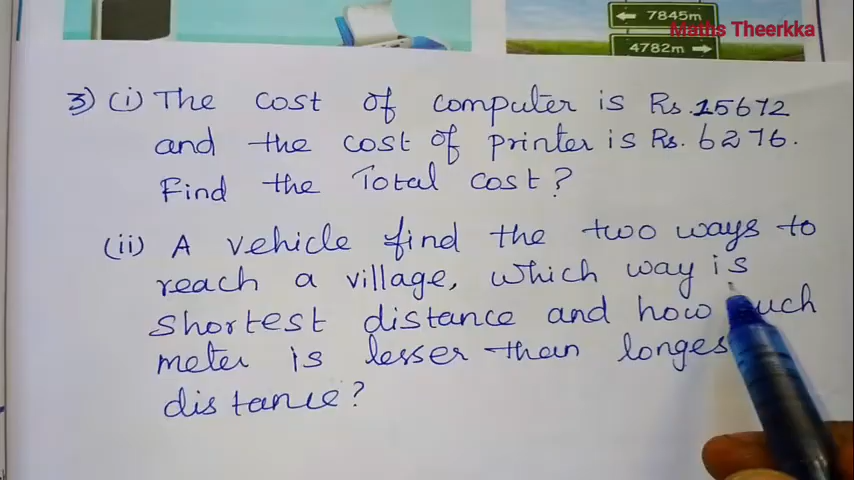 7845m
Maths Theerkka
4782m
3) (i) The cost of computer is Rs. 15672
and the cost of printer is Rs. 6276.
Find the Total cost?
(ii) A vehicle find the two ways to
reach a village, which way is
shortest distance and how uch
meter is lesser than longes
distance?